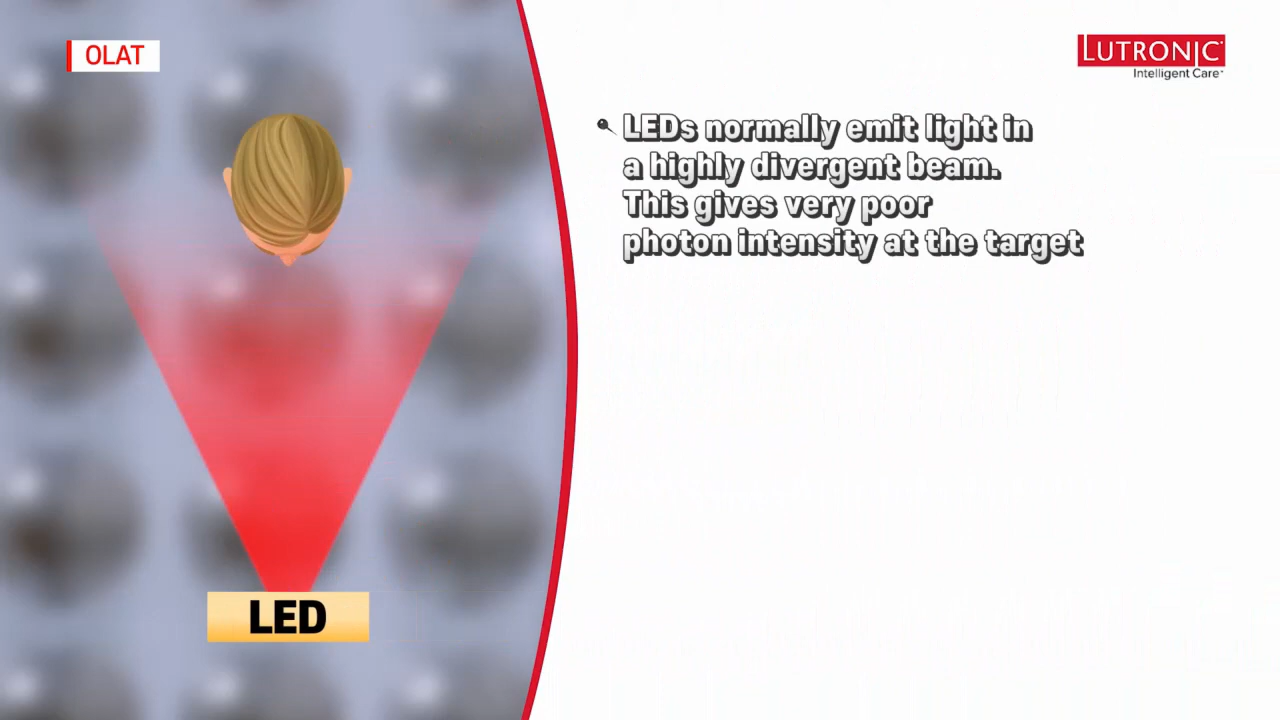 OLAT
LUTRONIC
Intelligent Care
LEDs normally emit light in
a highly divergent beam.
This gives very poor
photon intensity at the target
LED